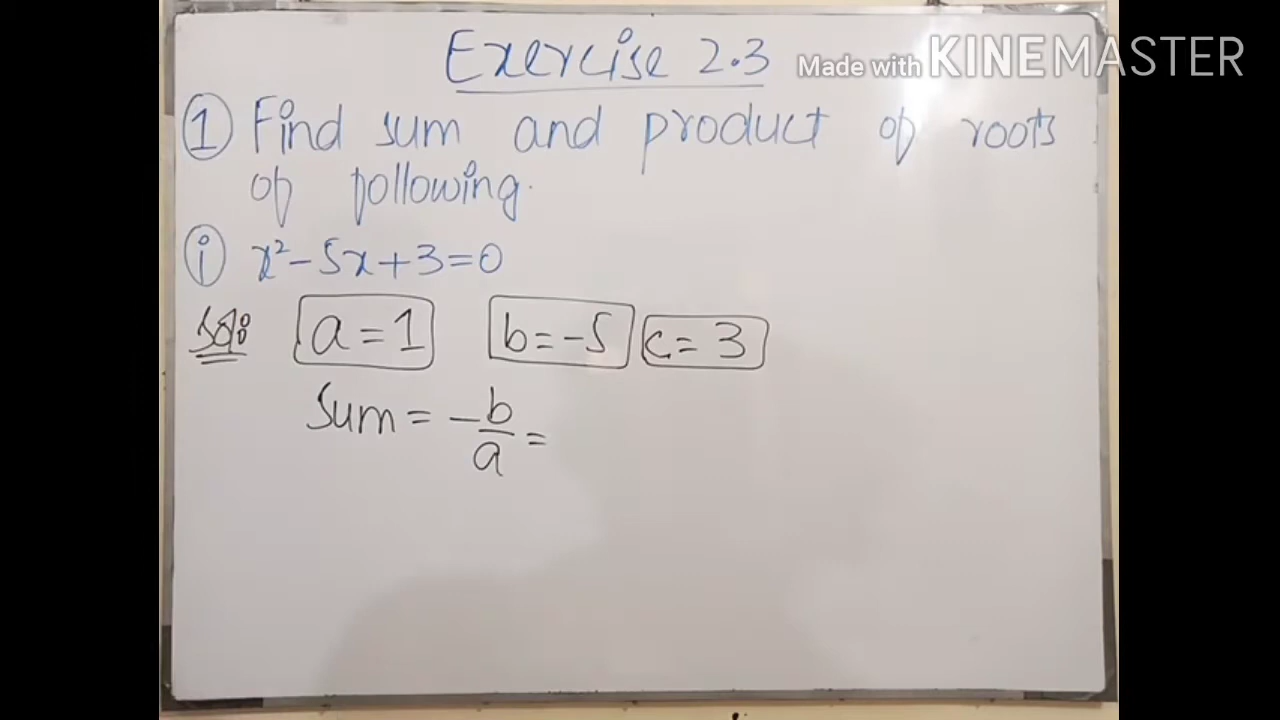 Exercise 2.3
Made with KINEMASTER
① Find sum and product of roots
of following.
ⓘ x² - 5x + 3 = 0
Sol:
a = 1 b = -5 c = 3
Sum = -b/a =